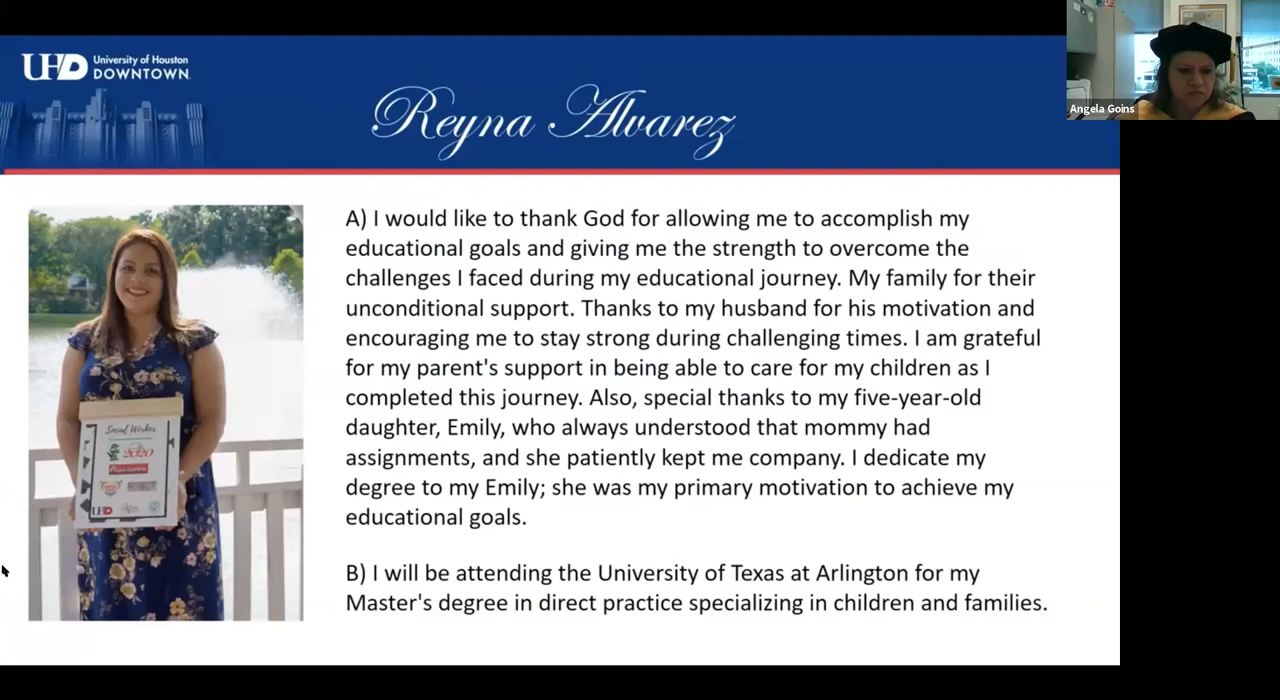 UHD University of Houston
DOWNTOWN
Reyna Alvarez
Angela Goins
A) I would like to thank God for allowing me to accomplish my
educational goals and giving me the strength to overcome the
challenges I faced during my educational journey. My family for their
unconditional support. Thanks to my husband for his motivation and
encouraging me to stay strong during challenging times. I am grateful
for my parent's support in being able to care for my children as I
completed this journey. Also, special thanks to my five-year-old
daughter, Emily, who always understood that mommy had
assignments, and she patiently kept me company. I dedicate my
degree to my Emily; she was my primary motivation to achieve my
educational goals.
B) I will be attending the University of Texas at Arlington for my
Master's degree in direct practice specializing in children and families.
Social Worker
2020
UHD